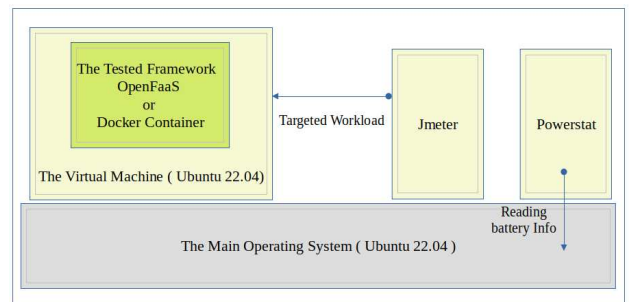 The Tested Framework
OpenFaaS
or
Docker Container
The Virtual Machine ( Ubuntu 22.04)
Targeted Workload
Jmeter
Powerstat
Reading
battery Info
The Main Operating System ( Ubuntu 22.04 )